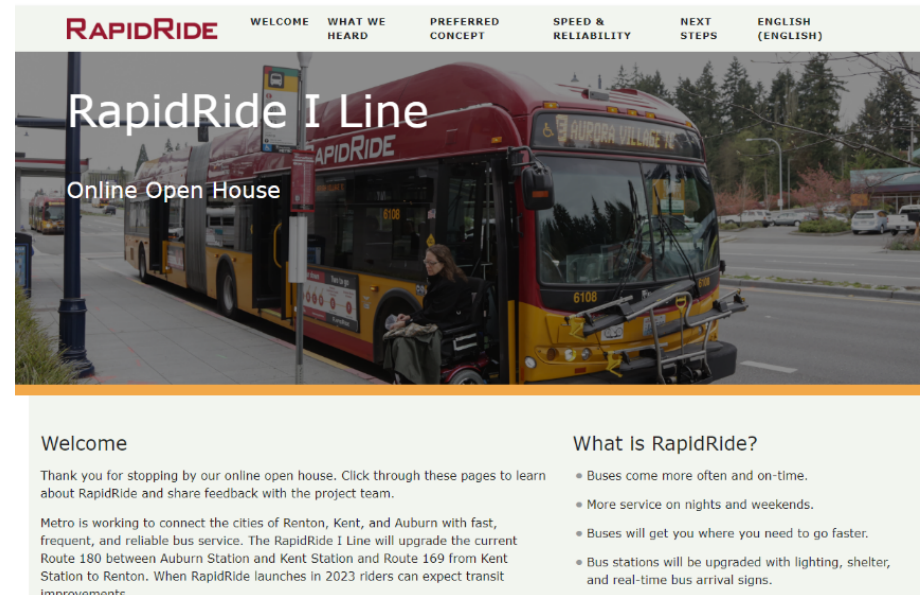 RAPIDRIDE
WELCOME
WHAT WE
HEARD
PREFERRED
CONCEPT
SPEED &
RELIABILITY
NEXT
STEPS
ENGLISH
(ENGLISH)
RapidRide I Line
Online Open House
RAPIDRIDE
AURORA VILLAGE TC
6108
6108
6108
Welcome
Thank you for stopping by our online open house. Click through these pages to learn
about RapidRide and share feedback with the project team.
Metro is working to connect the cities of Renton, Kent, and Auburn with fast,
frequent, and reliable bus service. The RapidRide I Line will upgrade the current
Route 180 between Auburn Station and Kent Station and Route 169 from Kent
Station to Renton. When RapidRide launches in 2023 riders can expect transit
improvements
What is RapidRide?
Buses come more often and on-time.
More service on nights and weekends.
Buses will get you where you need to go faster.
Bus stations will be upgraded with lighting, shelter,
and real-time bus arrival signs.